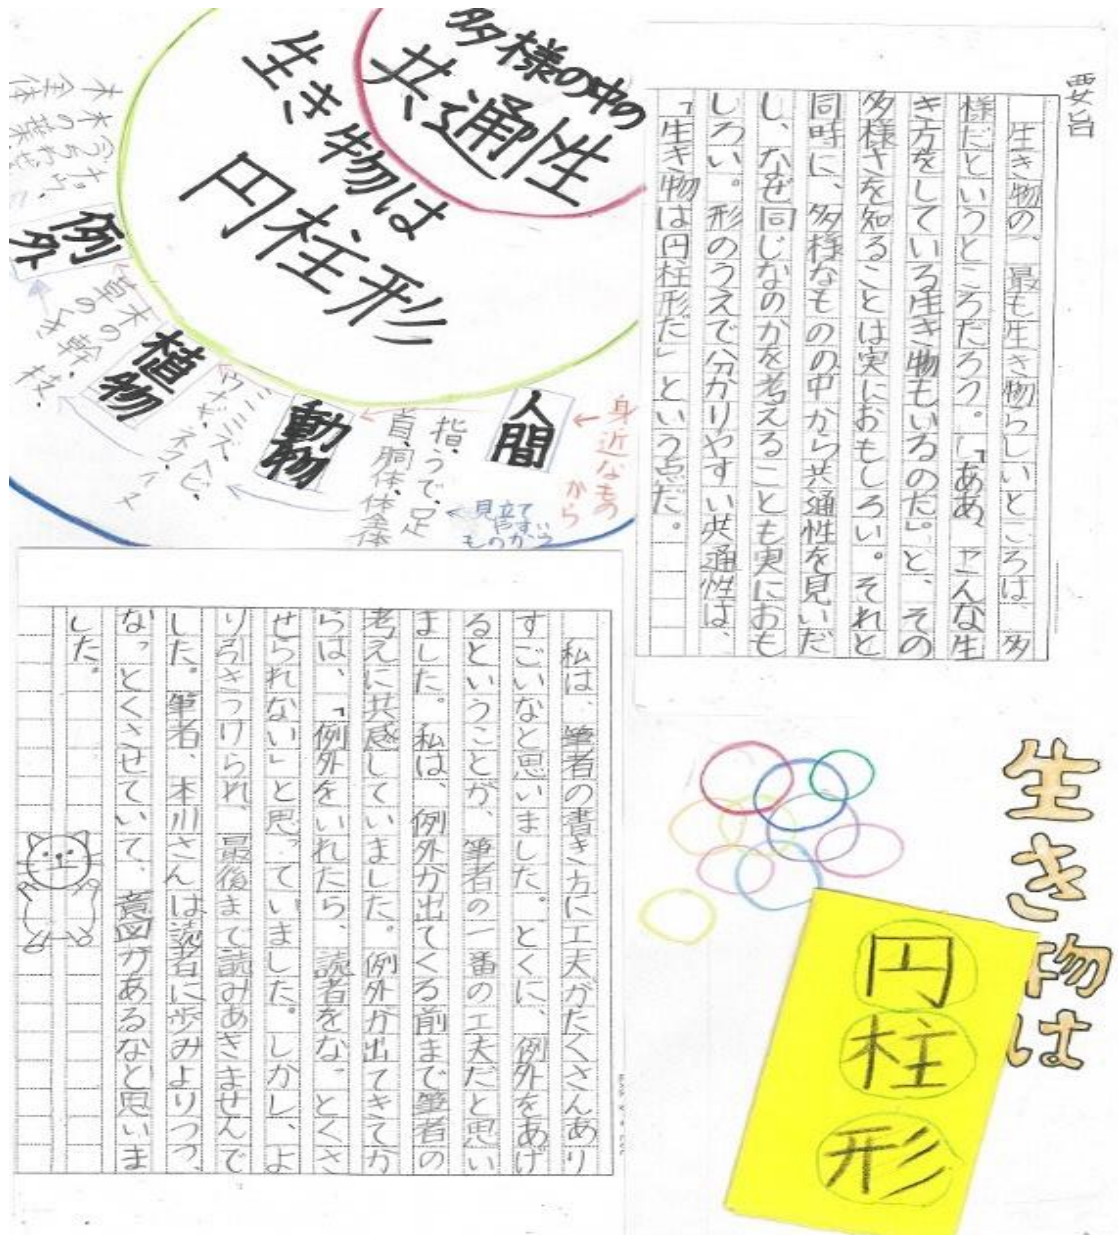 要旨
生き物の、最も生き物らしいところは、多
様だというところだろう。「ああ、こんな生
き方をしている生き物もいるのだ。」と、その
多様さを知ることは実におもしろい。それと
同時に、多様なものの中から共通性を見いだ
し、なぜ同じなのかを考えることも実におも
しろい。形のうえで分かりやすい共通性は、
「生き物は円柱形だ」という点だ。
多様の中の
共通性
生き物は
円柱形
身近なもの
から
人間
指、うで、足
首、胴体、体全体
見立て
動物
ミミズ、ヘビ、
ウナギ、ネコ、イヌ
植物
木の幹、枝、
草の
例外
生き物は
円柱形
私は、筆者の書き方に工夫がたくさんあり
すごいなと思いました。とくに、例外をあげ
るということが、筆者の一番の工夫だと思い
ました。私は、例外が出てくる前まで筆者の
考えに共感していました。例外が出てきてか
らは、「例外をいれたら、読者をなっとくさ
せられない」と思っていました。しかし、よ
り引きつけられ、最後まで読みあきませんで
した。筆者、本川さんは読者に歩みよりつつ、
なっとくさせていて、意図があるなと思いま
した。